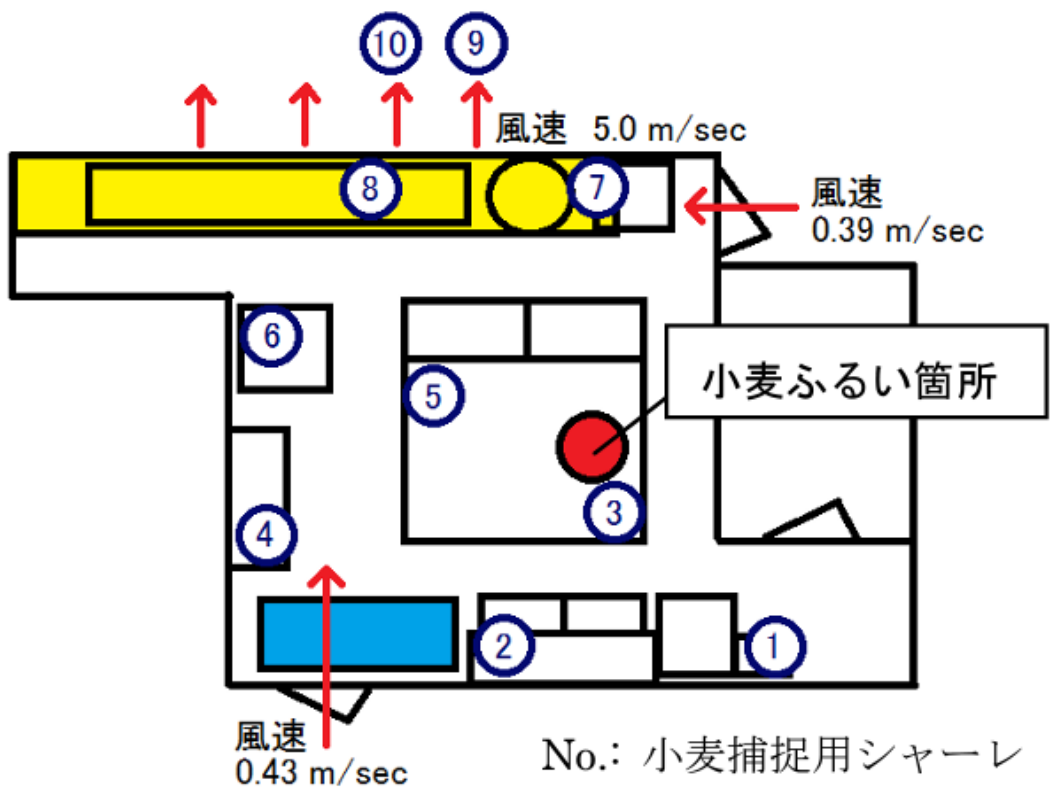 ⑩ ⑨
風速 5.0 m/sec
⑧ ⑦
風速
0.39 m/sec
⑥
小麦ふるい箇所
⑤
③
④
② ①
風速
0.43 m/sec
No.: 小麦捕捉用シャーレ